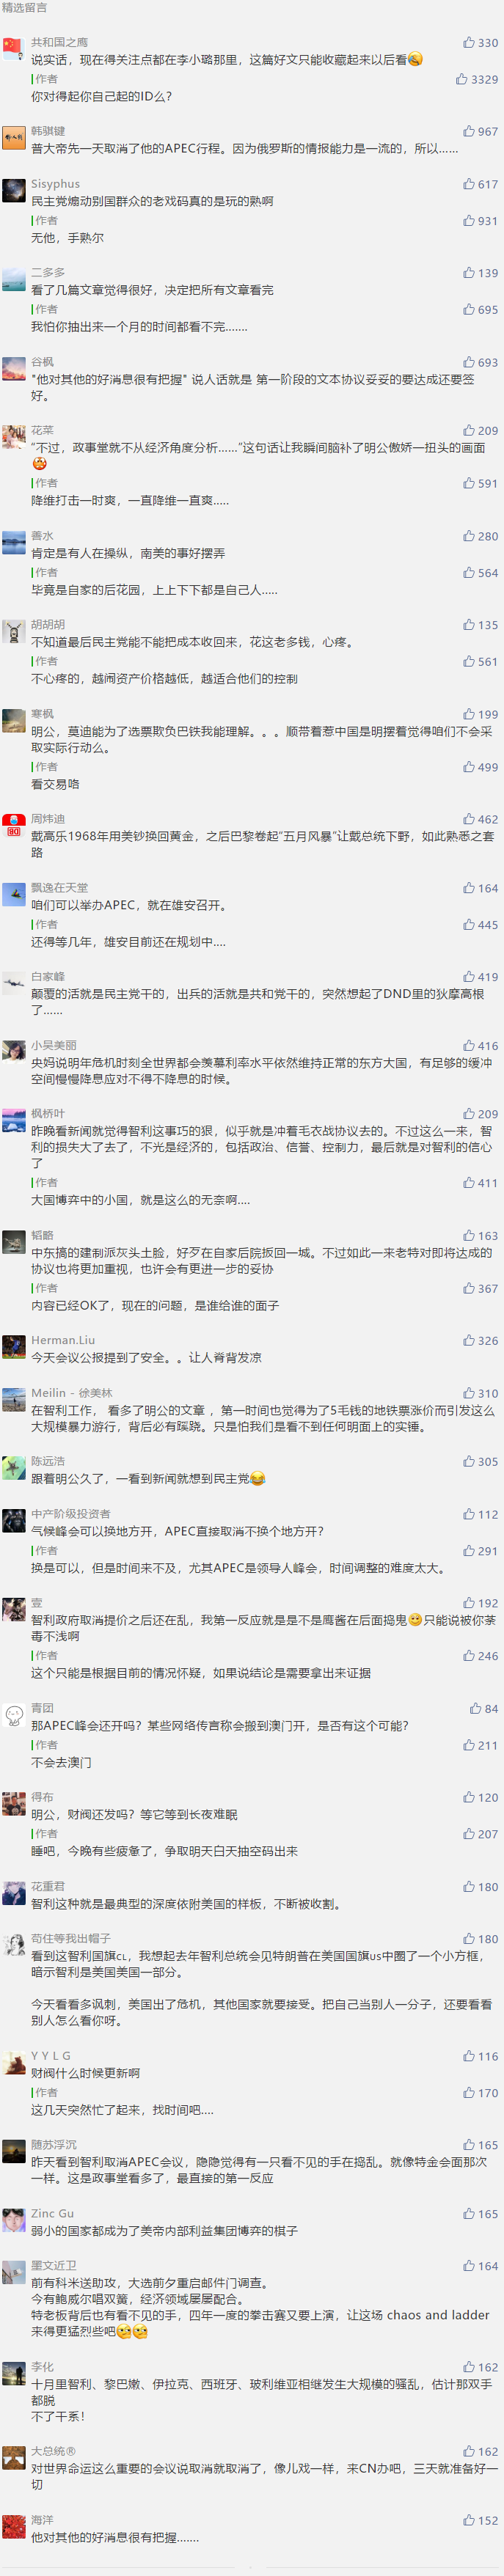 精选留言
共和国之鹰 330
说实话，现在得关注点都在李小璐那里，这篇好文只能收藏起来以后看
作者 3329
你对得起你自己起的ID么？
韩骐键 967
普大帝先一天取消了他的APEC行程。因为俄罗斯的情报能力是一流的，所以……
Sisyphus 617
民主党煽动别国群众的老戏码真的是玩的熟啊
作者 931
无他，手熟尔
二多多 139
看了几篇文章觉得很好，决定把所有文章看完
作者 695
我怕你抽出来一个月的时间都看不完.......
谷枫 693
"他对其他的好消息很有把握" 说人话就是 第一阶段的文本协议妥妥的要达成还要签
好。
花菜 209
“不过，政事堂就不从经济角度分析……”这句话让我瞬间脑补了明公傲娇一扭头的画面
作者 591
降维打击一时爽，一直降维一直爽.....
善水 280
肯定是有人在操纵，南美的事好摆弄
作者 564
毕竟是自家的后花园，上上下下都是自己人.....
胡胡胡 135
不知道最后民主党能不能把成本收回来，花这老多钱，心疼。
作者 561
不心疼的，越闹资产价格越低，越适合他们的控制
寒枫 199
明公，莫迪能为了选票欺负巴铁我能理解。。。顺带着惹中国是明摆着觉得咱们不会采
取实际行动么。
作者 499
看交易咯
周炜迪 462
戴高乐1968年用美钞换回黄金，之后巴黎卷起“五月风暴”让戴总统下野，如此熟悉之套
路
飘逸在天堂 164
咱们可以举办APEC，就在雄安召开。
作者 445
还得等几年，雄安目前还在规划中....
白家峰 419
颠覆的活就是民主党干的，出兵的活就是共和党干的，突然想起了DND里的狄摩高根
了……
小昊美丽 416
央妈说明年危机时刻全世界都会羡慕利率水平依然维持正常的东方大国，有足够的缓冲
空间慢慢降息应对不得不降息的时候。
枫桥叶 209
昨晚看新闻就觉得智利这事巧的狠，似乎就是冲着毛衣战协议去的。不过这么一来，智
利的损失大了去了，不光是经济的，包括政治、信誉、控制力，最后就是对智利的信心
了
作者 411
大国博弈中的小国，就是这么的无奈啊....
韬略 163
中东搞的建制派灰头土脸，好歹在自家后院扳回一城。不过如此一来老特对即将达成的
协议也将更加重视，也许会有更进一步的妥协
作者 367
内容已经OK了，现在的问题，是谁给谁的面子
Herman.Liu 326
今天会议公报提到了安全。。让人脊背发凉
Meilin - 徐美林 310
在智利工作， 看多了明公的文章 ，第一时间也觉得为了5毛钱的地铁票涨价而引发这么
大规模暴力游行，背后必有蹊跷。只是怕我们是看不到任何明面上的实锤。
陈远浩 305
跟着明公久了，一看到新闻就想到民主党
中产阶级投资者 112
气候峰会可以换地方开，APEC直接取消不换个地方开？
作者 291
换是可以，但是时间来不及，尤其APEC是领导人峰会，时间调整的难度太大。
壹 192
智利政府取消提价之后还在乱，我第一反应就是是不是鹰酱在后面捣鬼只能说被你荼
毒不浅啊
作者 246
这个只能是根据目前的情况怀疑，如果说结论是需要拿出来证据
青团 84
那APEC峰会还开吗？某些网络传言称会搬到澳门开，是否有这个可能？
作者 211
不会去澳门
得布 120
明公，财阀还发吗？等它等到长夜难眠
作者 207
睡吧，今晚有些疲惫了，争取明天白天抽空码出来
花重君 180
智利这种就是最典型的深度依附美国的样板，不断被收割。
苟住等我出帽子 180
看到这智利国旗🇨🇱，我想起去年智利总统会见特朗普在美国国旗🇺🇸中圈了一个小方框，
暗示智利是美国美国一部分。
今天看看多讽刺，美国出了危机，其他国家就要接受。把自己当别人一分子，还要看看
别人怎么看你呀。
Y Y L G 116
财阀什么时候更新啊
作者 170
这几天突然忙了起来，找时间吧....
随苏浮沉 165
昨天看到智利取消APEC会议，隐隐觉得有一只看不见的手在捣乱。就像特金会面那次
一样。这是政事堂看多了，最直接的第一反应
Zinc Gu 165
弱小的国家都成为了美帝内部利益集团博弈的棋子
墨文近卫 164
前有科米送助攻，大选前夕重启邮件门调查。
今有鲍威尔唱双簧，经济领域屡屡配合。
特老板背后也有看不见的手，四年一度的拳击赛又要上演，让这场 chaos and ladder
来得更猛烈些吧
李化 162
十月里智利、黎巴嫩、伊拉克、西班牙、玻利维亚相继发生大规模的骚乱，估计那双手
都脱
不了干系！
大总统® 162
对世界命运这么重要的会议说取消就取消了，像儿戏一样，来CN办吧，三天就准备好一
切
海洋 152
他对其他的好消息很有把握.......